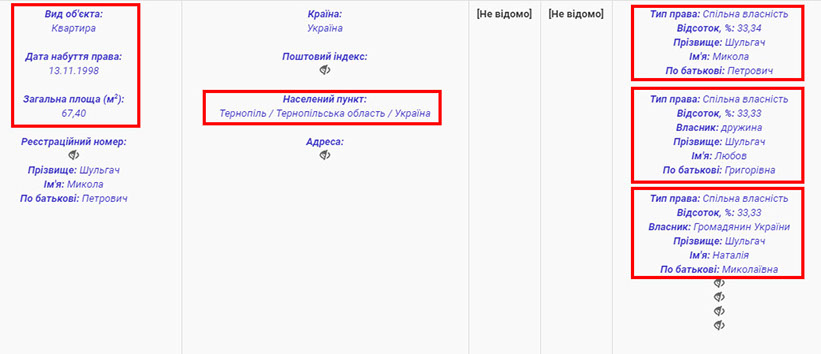 Вид об'єкта:
Квартира
Дата набуття права:
13.11.1998
Загальна площа (м²):
67,40
Реєстраційний номер:
Прізвище: Шульгач
Ім'я: Микола
По батькові: Петрович
Країна:
Україна
Поштовий індекс:
Населений пункт:
Тернопіль / Тернопільська область / Україна
Адреса:
[Не відомо]
[Не відомо]
Тип права: Спільна власність
Відсоток, %: 33,34
Прізвище: Шульгач
Ім'я: Микола
По батькові: Петрович
Тип права: Спільна власність
Відсоток, %: 33,33
Власник: дружина
Прізвище: Шульгач
Ім'я: Любов
По батькові: Григорівна
Тип права: Спільна власність
Відсоток, %: 33,33
Власник: Громадянин України
Прізвище: Шульгач
Ім'я: Наталія
По батькові: Миколаївна